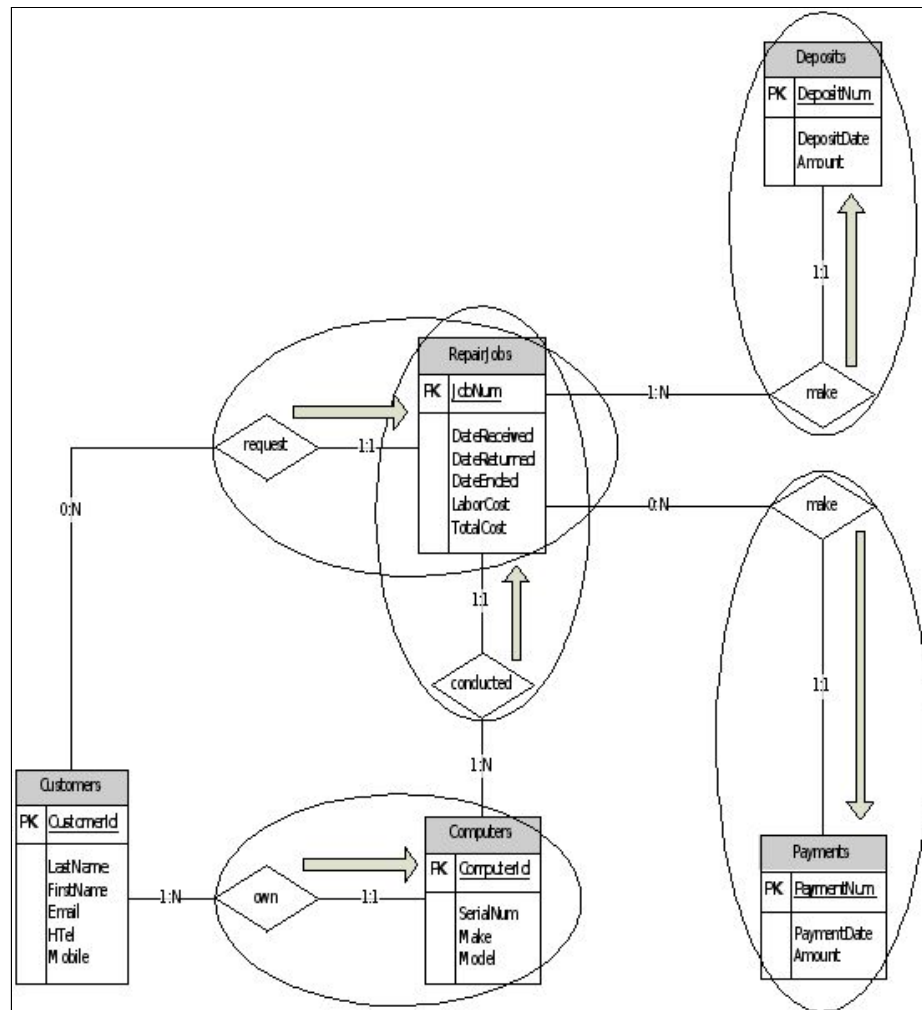 Deposits
PK DepositNum
DepositDate
Amount
1:1
make
RepairJobs
PK JobNum
DateReceived
DateReturned
DateEnded
LaborCost
TotalCost
1:N
request
1:1
0:N
0:N
make
1:1
conducted
1:1
1:N
Customers
PK CustomerId
LastName
FirstName
Email
HTel
Mobile
1:N
own
1:1
Computers
PK ComputerId
SerialNum
Make
Model
Payments
PK PaymentNum
PaymentDate
Amount